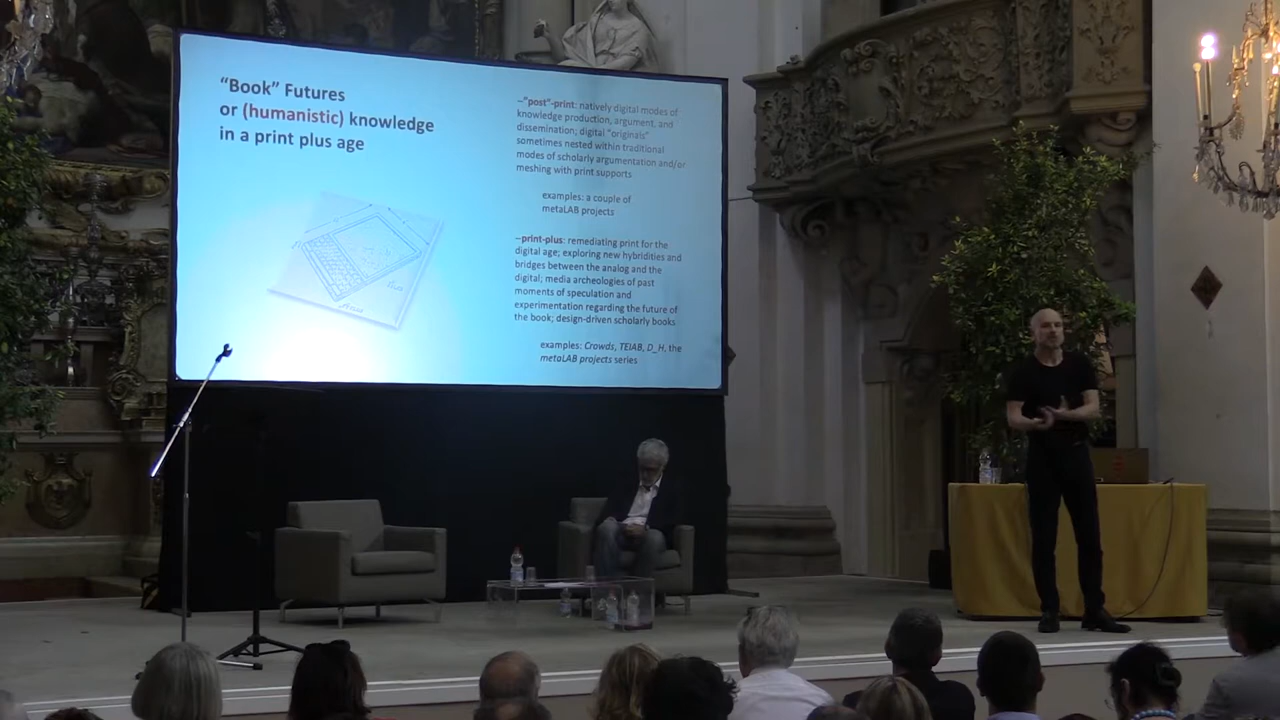 “Book” Futures
or (humanistic) knowledge
in a print plus age
–“post”-print: natively digital modes of
knowledge production, argument, and
dissemination; digital “originals”
sometimes nested within traditional
modes of scholarly argumentation and/or
meshing with print supports
examples: a couple of
metaLAB projects
–print-plus: remediating print for the
digital age; exploring new hybridities and
bridges between the analog and the
digital; media archeologies of past
moments of speculation and
experimentation regarding the future of
the book; design-driven scholarly books
examples: Crowds, TEIAB, D_H, the
metaLAB projects series